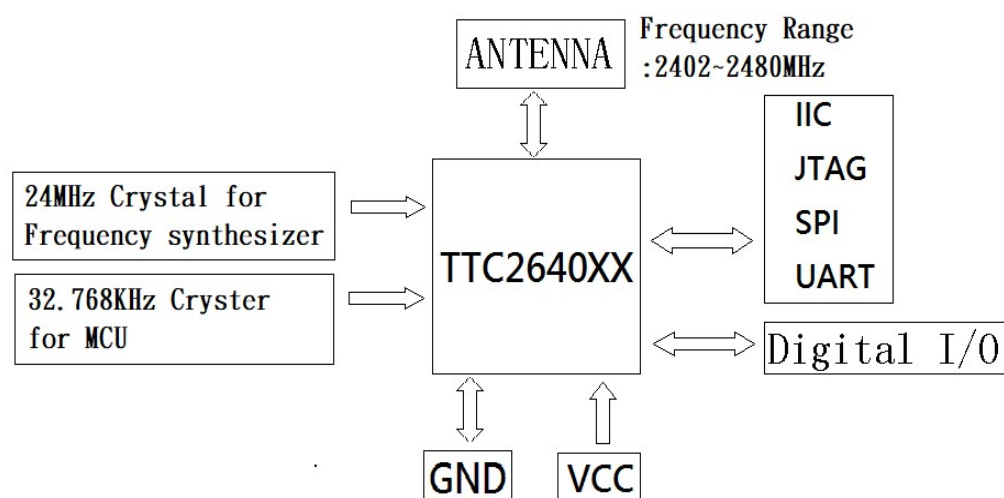 ANTENNA
Frequency Range
:2402~2480MHz
24MHz Crystal for
Frequency synthesizer
32.768KHz Cryster
for MCU
TTC2640XX
IIC
JTAG
SPI
UART
Digital I/O
GND
VCC